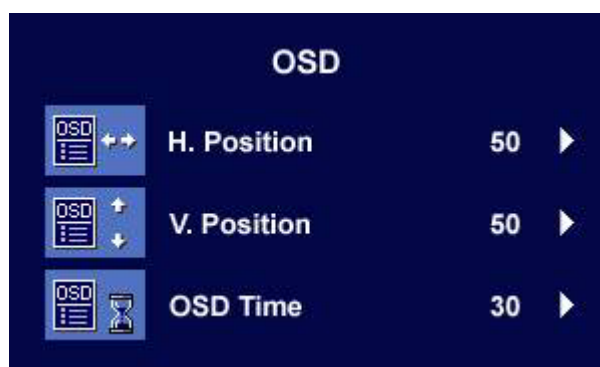 OSD
OSD H. Position 50
OSD V. Position 50
OSD OSD Time 30